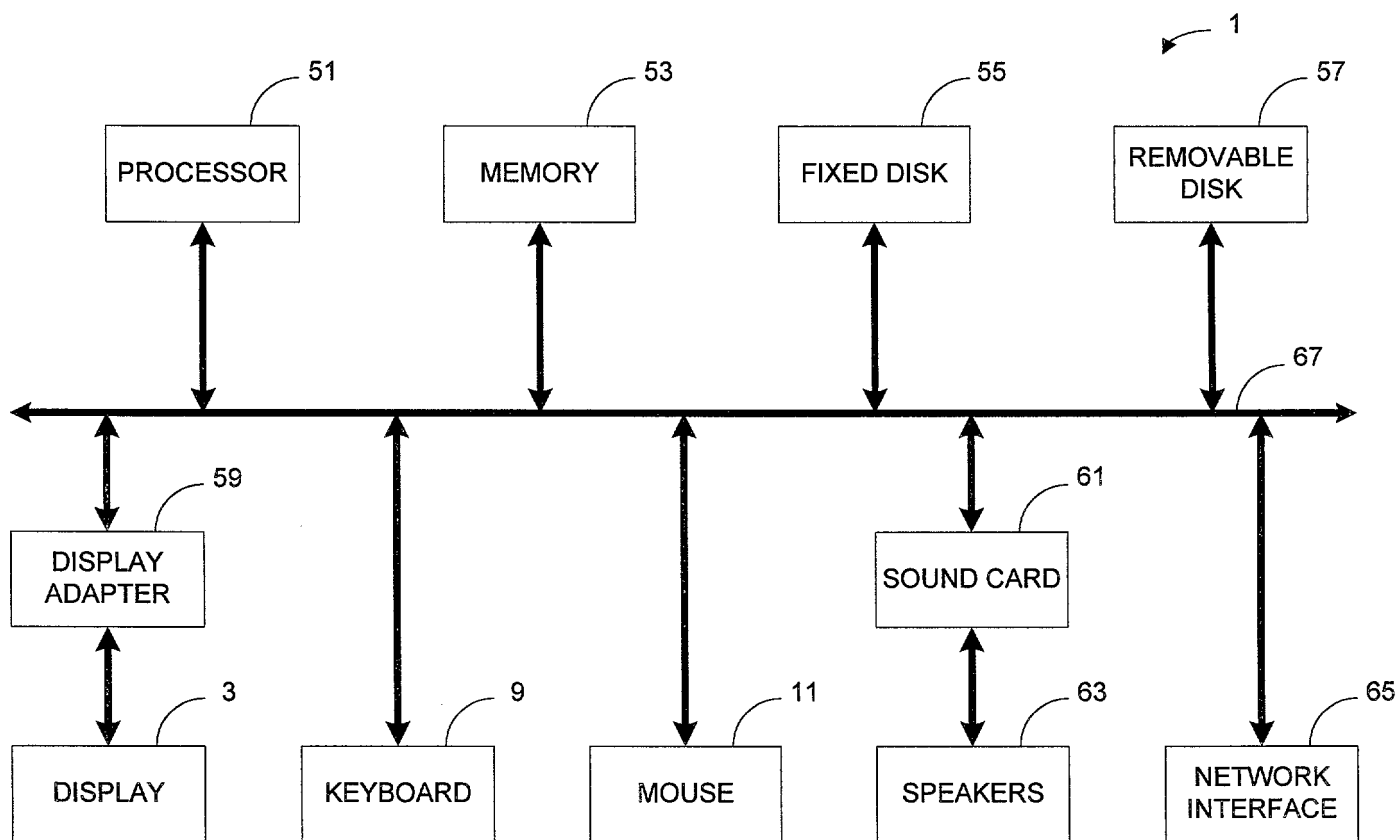 1
51
53
55
57
PROCESSOR
MEMORY
FIXED DISK
REMOVABLE
DISK
67
59
61
DISPLAY
ADAPTER
SOUND CARD
3
9
11
63
65
DISPLAY
KEYBOARD
MOUSE
SPEAKERS
NETWORK
INTERFACE